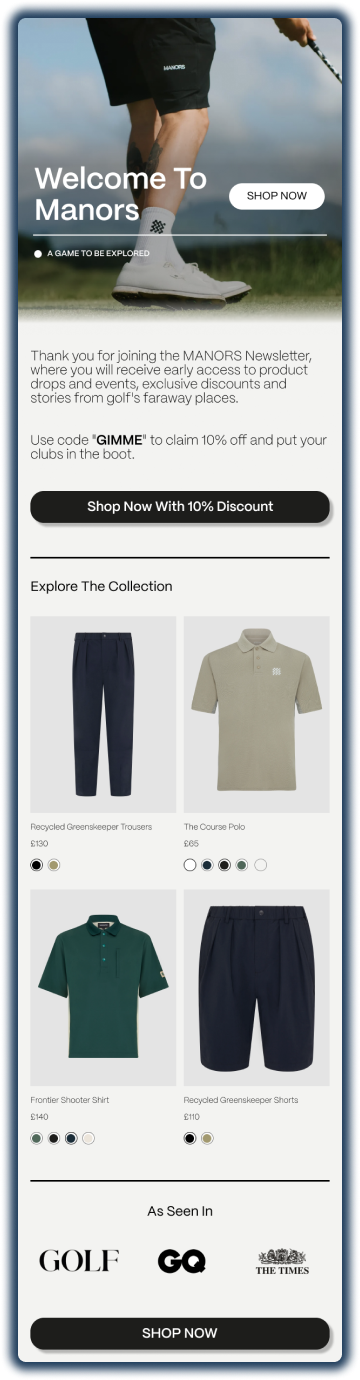 MANORS
Welcome To
Manors
SHOP NOW
A GAME TO BE EXPLORED
Thank you for joining the MANORS Newsletter,
where you will receive early access to product
drops and events, exclusive discounts and
stories from golf's faraway places.
Use code "GIMME" to claim 10% off and put your
clubs in the boot.
Shop Now With 10% Discount
Explore The Collection
Recycled Greenskeeper Trousers
£130
The Course Polo
£65
Frontier Shooter Shirt
£140
Recycled Greenskeeper Shorts
£110
As Seen In
GOLF
GQ
THE TIMES
SHOP NOW